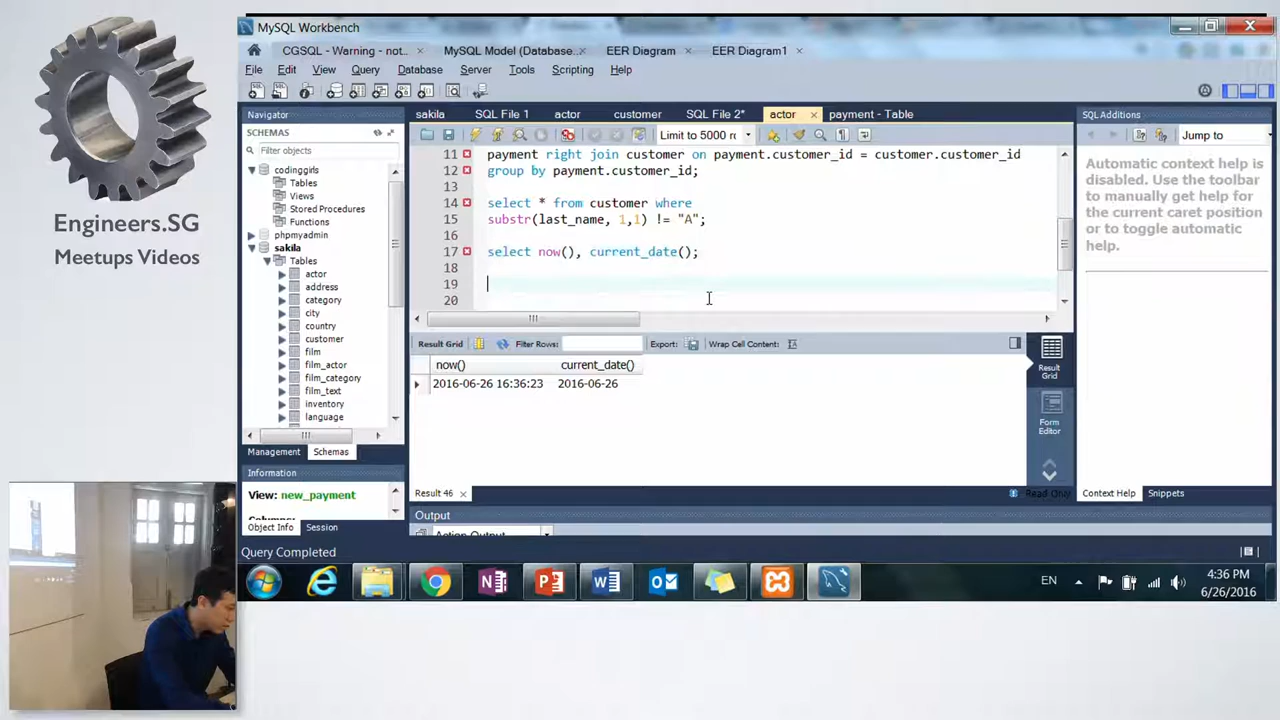 MySQL Workbench
CGSQL - Warning - not... ×
MySQL Model (Database... ×
EER Diagram ×
EER Diagram1 ×
File Edit View Query Database Server Tools Scripting Help
Navigator
SCHEMAS
Filter objects
codinggirls
Tables
Views
Stored Procedures
Functions
phpmyadmin
sakila
Tables
actor
address
category
city
country
customer
film
film_actor
film_category
film_text
inventory
language
Management Schemas
Information
View: new_payment
Object Info Session
Query Completed
sakila SQL File 1 actor customer SQL File 2* actor × payment - Table
Limit to 5000 ro
11 payment right join customer on payment.customer_id = customer.customer_id
12 group by payment.customer_id;
13
14 select * from customer where
15 substr(last_name, 1,1) != "A";
16
17 select now(), current_date();
18
19
20
Result Grid Filter Rows: Export: Wrap Cell Content:
now() current_date()
2016-06-26 16:36:23 2016-06-26
Result 46 ×
Result Grid
Form Editor
Read Only
Output
Action Output
SQL Additions
Jump to
Automatic context help is
disabled. Use the toolbar
to manually get help for
the current caret position
or to toggle automatic
help.
Context Help Snippets
EN
4:36 PM
6/26/2016
Engineers.SG
Meetups Videos